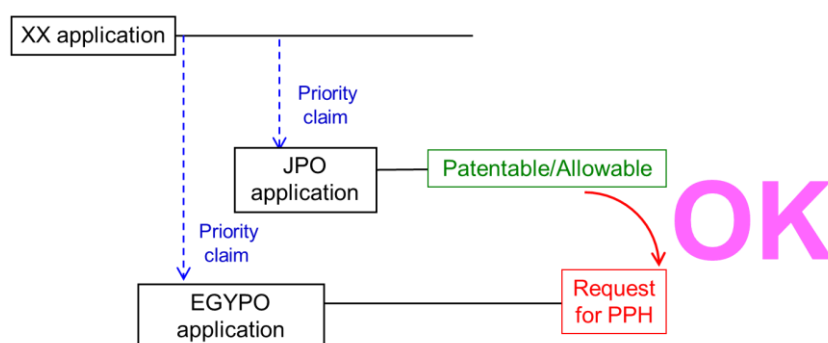 XX application
Priority
claim
JPO
application
Patentable/Allowable
OK
Priority
claim
EGYPO
application
Request
for PPH